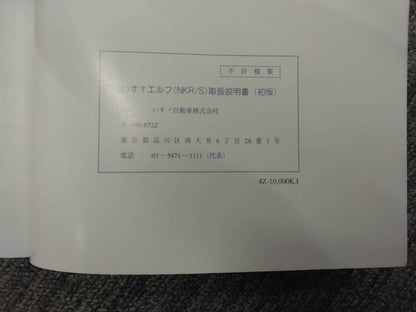 不許複製
いすゞエルフ(NKR/S)取扱説明書(初版)
いすゞ自動車株式会社
〒140-8722
東京都品川区南大井6丁目26番1号
電話 03-5471-1111(代表)
4Z-10,000K.I